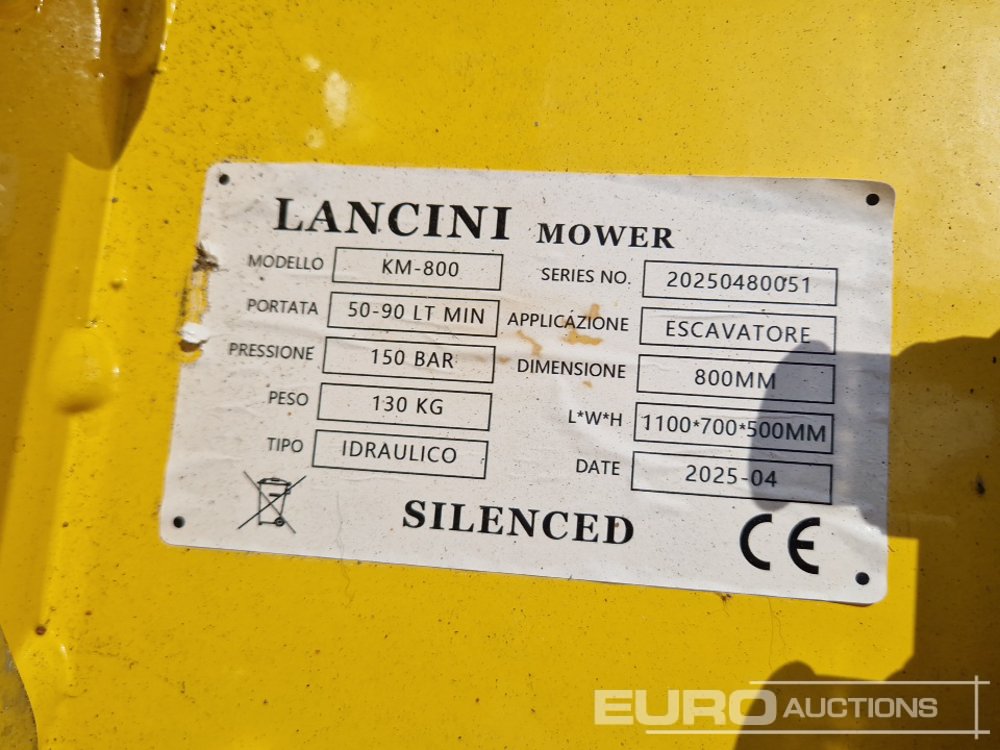 LANCINI MOWER
MODELLO KM-800 SERIES NO. 20250480051
PORTATA 50-90 LT MIN APPLICAZIONE ESCAVATORE
PRESSIONE 150 BAR DIMENSIONE 800MM
PESO 130 KG L*W*H 1100*700*500MM
TIPO IDRAULICO DATE 2025-04
SILENCED CE
EURO AUCTIONS